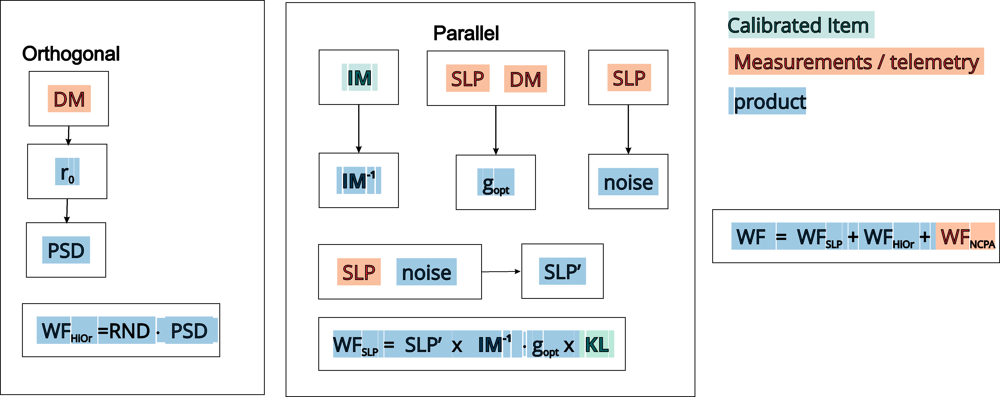 Orthogonal
DM
r0
PSD
WFHiOr =RND · PSD
Parallel
IM
SLP DM
SLP
IM-1
gopt
noise
SLP noise
SLP’
WFSLP = SLP’ x IM-1 · gopt x KL
Calibrated Item
Measurements / telemetry
product
WF = WFSLP + WFHiOr + WFNCPA